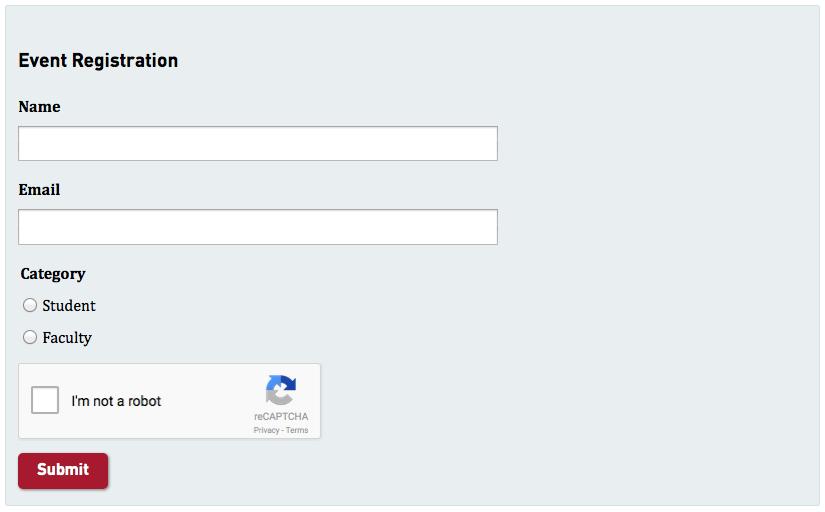 Event Registration
Name
Email
Category
Student
Faculty
I'm not a robot
reCAPTCHA
Privacy - Terms
Submit